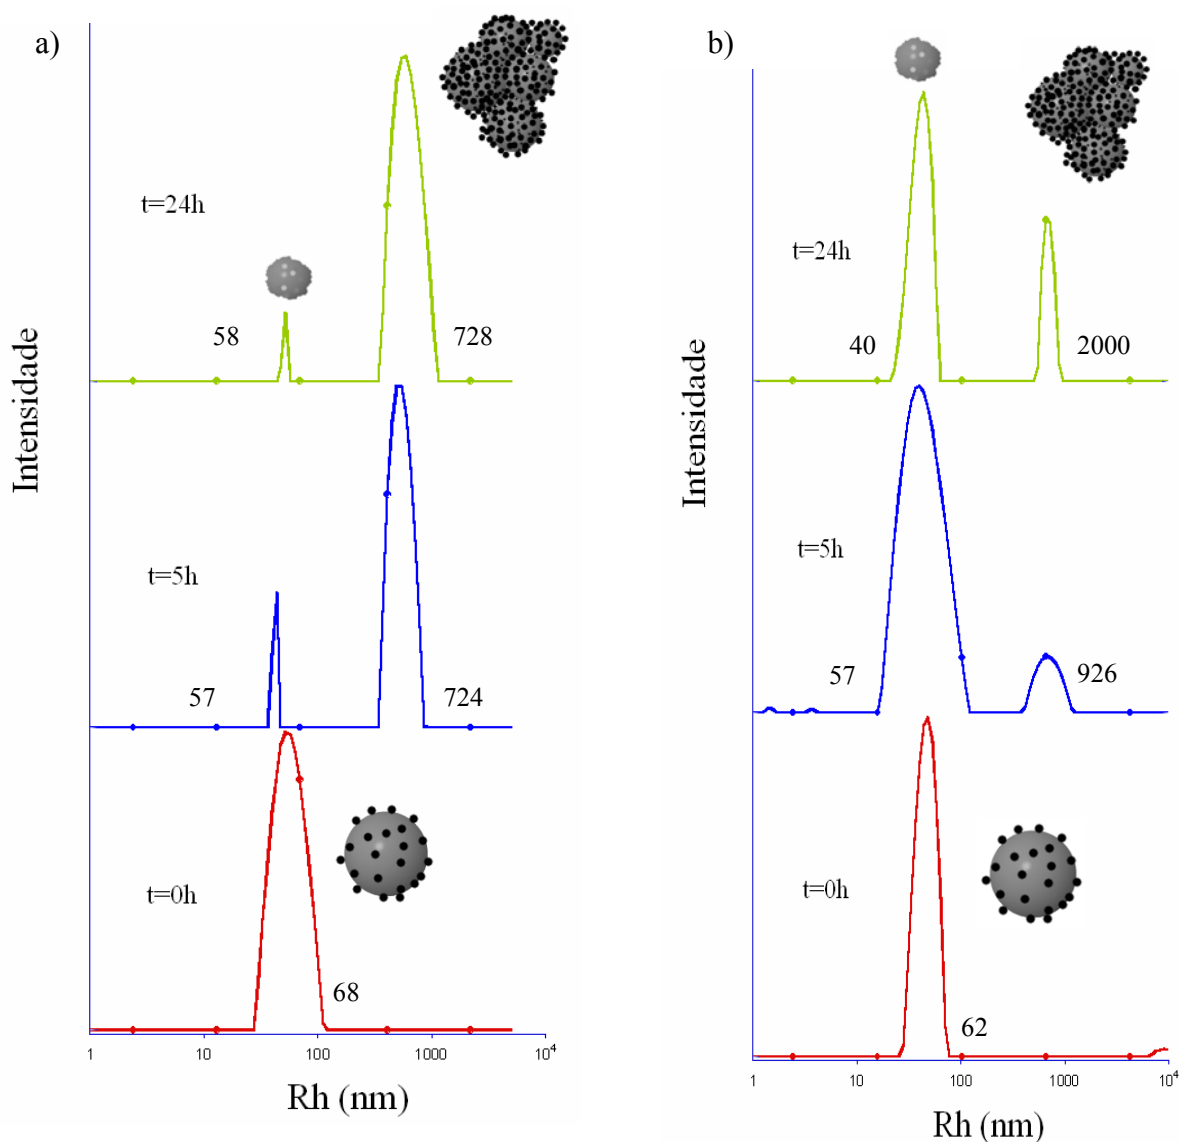 a)
t=24h
58
728
t=5h
57
724
t=0h
68
Intensidade
1
10
100
1000
10⁴
Rh (nm)
b)
t=24h
40
2000
t=5h
57
926
t=0h
62
Intensidade
1
10
100
1000
10⁴
Rh (nm)